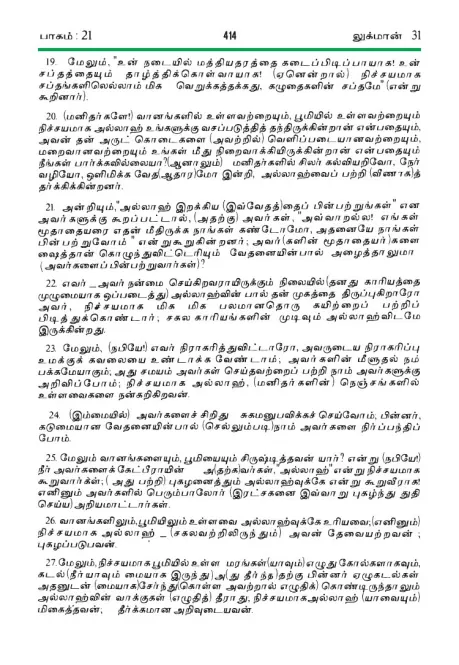 பாகம் : 21 414 லுக்மான் 31
19. மேலும், "உன் நடையில் மத்தியதரத்தை கடைப்பிடிப்பாயாக! உன்
சப்தத்தையும் தாழ்த்திக்கொள்வாயாக! (ஏனென்றால்) நிச்சயமாக
சப்தங்களிலெல்லாம் மிக வெறுக்கத்தக்கது, கழுதைகளின் சப்தமே" (என்று
கூறினார்).
20. (மனிதர்களே!) வானங்களில் உள்ளவற்றையும், பூமியில் உள்ளவற்றையும்
நிச்சயமாக அல்லாஹ் உங்களுக்கு வசப்படுத்தித் தந்திருக்கின்றான் என்பதையும்,
அவன் தன் அருட் கொடைகளை (அவற்றில்) வெளிப்படையானவற்றையும்,
மறைவானவற்றையும் உங்கள் மீது நிறைவாக்கியிருக்கின்றான் என்பதையும்
நீங்கள் பார்க்கவில்லையா?(ஆனாலும்) மனிதர்களில் சிலர் கல்வியறிவோ, நேர்
வழியோ, ஒளிமிக்க வேத(ஆதார)மோ இன்றி, அல்லாஹ்வைப் பற்றி (வீணாக)த்
தர்க்கிக்கின்றனர்.
21. அன்றியும்,"அல்லாஹ் இறக்கிய (இவ்வேதத்)தைப் பின்பற்றுங்கள்" என
அவர்களுக்கு கூறப்பட்டால், (அதற்கு) அவர்கள், "அவ்வாறல்ல! எங்கள்
மூதாதையரை எதன் மீதிருக்க நாங்கள் கண்டோமோ, அதனையே நாங்கள்
பின்பற்றுவோம் " என்று கூறுகின்றனர்; அவர்(களின் மூதாதையர்)களை
ஷைத்தான் கொழுந்துவிட்டெரியும் வேதனையின்பால் அழைத்தாலுமா
(அவர்களைப் பின்பற்றுவார்கள்)?
22. எவர் _அவர் நன்மை செய்கிறவராயிருக்கும் நிலையில்(தனது காரியத்தை
முழுமையாக ஒப்படைத்து) அல்லாஹ்வின் பால் தன் முகத்தை திருப்புகிறாரோ
அவர், நிச்சயமாக மிக மிக பலமானதொரு கயிற்றைப் பற்றிப்
பிடித்துக்கொண்டார்; சகல காரியங்களின் முடிவும் அல்லாஹ்விடமே
இருக்கின்றது.
23. மேலும், (நபியே!) எவர் நிராகரித்துவிட்டாரோ, அவருடைய நிராகரிப்பு
உமக்குக் கவலையை உண்டாக்க வேண்டாம்; அவர்களின் மீளுதல் நம்
பக்கமேயாகும்; அது சமயம் அவர்கள் செய்தவற்றைப் பற்றி நாம் அவர்களுக்கு
அறிவிப்போம்; நிச்சயமாக அல்லாஹ், (மனிதர்களின்) நெஞ்சங்களில்
உள்ளவைகளை நன்கறிகிறவன்.
24. (இம்மையில்) அவர்களைச் சிறிது சுகமனுபவிக்கச் செய்வோம்; பின்னர்,
கடுமையான வேதனையின்பால் (செல்லும்படி)நாம் அவர்களை நிர்ப்பந்திப்
போம்.
25. மேலும் வானங்களையும், பூமியையும் சிருஷ்டித்தவன் யார்? என்று (நபியே!)
நீர் அவர்களைக் கேட்பீராயின் அ(தற்க)வர்கள், "அல்லாஹ்" என்று நிச்சயமாக
கூறுவார்கள்; ( அது பற்றி) புகழனைத்தும் அல்லாஹ்வுக்கே என்று கூறுவீராக!
எனினும் அவர்களில் பெரும்பாலோர் (இரட்சகனை இவ்வாறு புகழ்ந்து துதி
செய்ய)அறியமாட்டார்கள்.
26. வானங்களிலும்,பூமியிலும் உள்ளவை அல்லாஹ்வுக்கே உரியவை;(எனினும்)
நிச்சயமாக அல்லாஹ் _ (சகலவற்றிலிருந்தும்) அவன் தேவையற்றவன் ;
புகழப்படுபவன்.
27.மேலும்,நிச்சயமாக பூமியில் உள்ள மரங்கள்(யாவும்)எழுதுகோல்களாகவும்,
கடல்(நீர்யாவும் மையாக இருந்து)அ(து தீர்ந்த)தற்கு பின்னர் ஏழுகடல்கள்
அதனுடன் (மையாக)சேர்ந்து(கொள்ள அவற்றால் எழுதிக்) கொண்டிருந்தாலும்
அல்லாஹ்வின் வாக்குகள் (எழுதித்) தீராது, நிச்சயமாக அல்லாஹ் (யாவையும்)
மிகைத்தவன்; தீர்க்கமான அறிவுடையவன்.